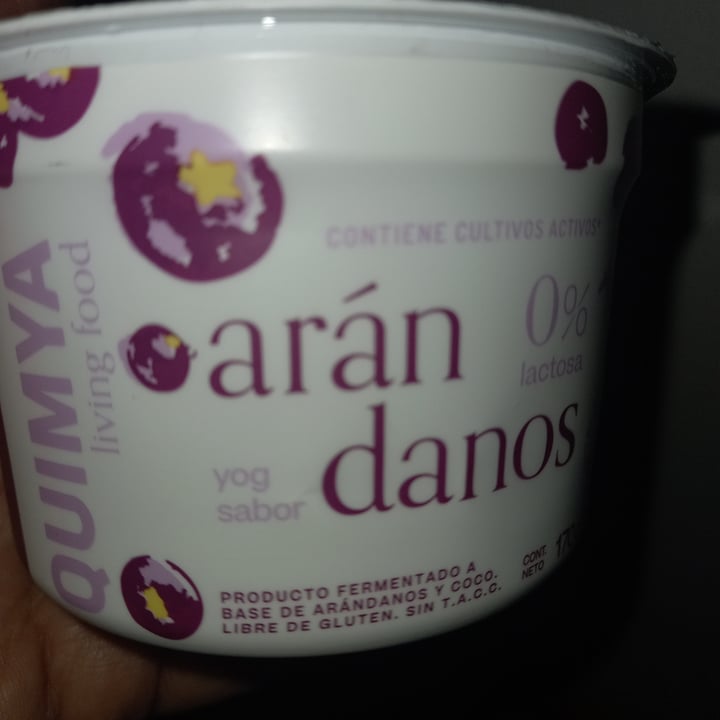 QUIMYA
living food
CONTIENE CULTIVOS ACTIVOS*
0%
lactosa
arán
danos
yog
sabor
PRODUCTO FERMENTADO A
BASE DE ARÁNDANOS Y COCO.
LIBRE DE GLUTEN. SIN T.A.C.C.
CONT.
NETO